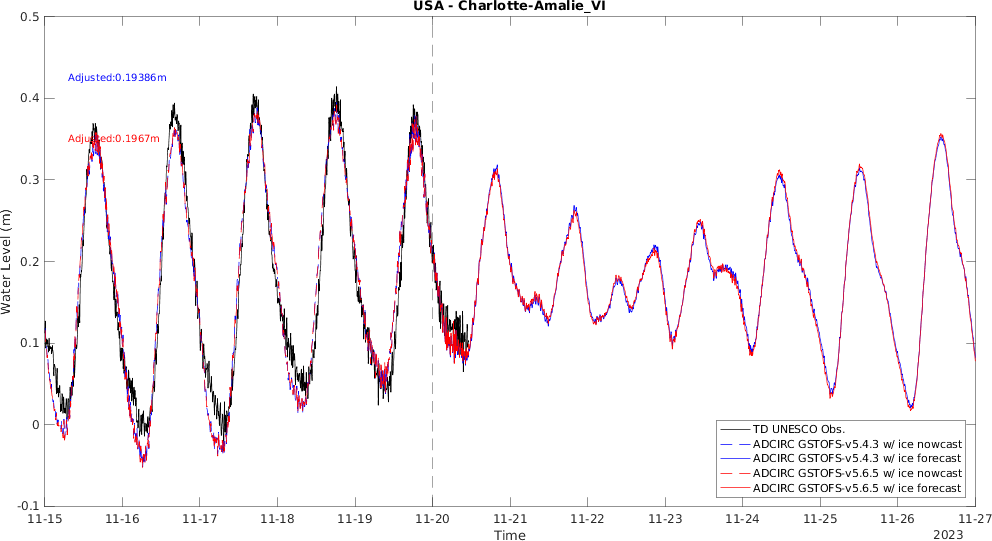 USA - Charlotte-Amalie_VI
0.5
0.4
0.3
0.2
0.1
0
-0.1
Water Level (m)
Adjusted:0.19386m
Adjusted:0.1967m
TD UNESCO Obs.
ADCIRC GSTOFS-v5.4.3 w/ ice nowcast
ADCIRC GSTOFS-v5.4.3 w/ ice forecast
ADCIRC GSTOFS-v5.6.5 w/ ice nowcast
ADCIRC GSTOFS-v5.6.5 w/ ice forecast
11-15 11-16 11-17 11-18 11-19 11-20 11-21 11-22 11-23 11-24 11-25 11-26 11-27
Time
2023